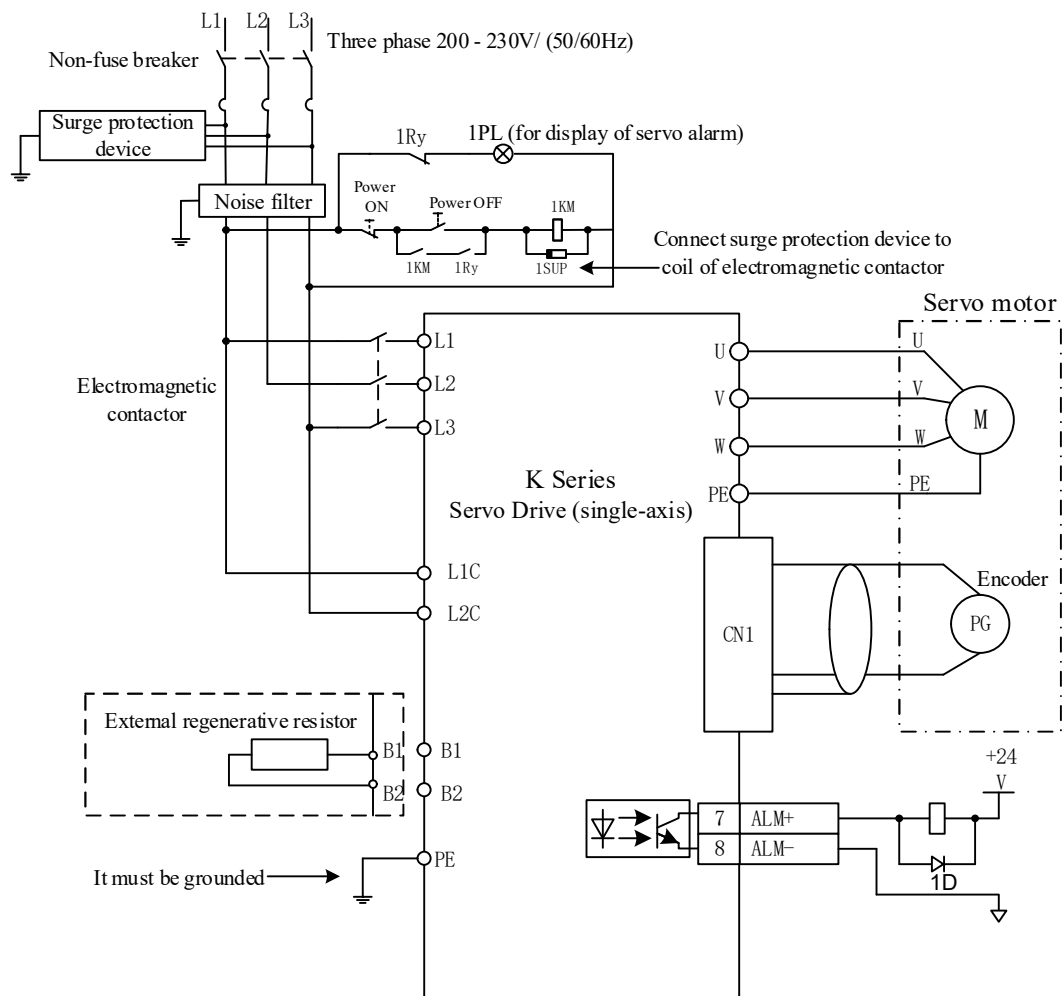 L1 L2 L3
Three phase 200 - 230V/ (50/60Hz)
Non-fuse breaker
Surge protection
device
1Ry
1PL (for display of servo alarm)
Noise filter
Power
ON
Power OFF
1KM
1KM
1Ry
1SUP
Connect surge protection device to
coil of electromagnetic contactor
Servo motor
L1
L2
L3
Electromagnetic
contactor
U
V
W
PE
U
V
W
PE
M
K Series
Servo Drive (single-axis)
L1C
L2C
CN1
Encoder
PG
External regenerative resistor
B1
B2
B1
B2
PE
It must be grounded
7 ALM+
8 ALM-
+24
V
1D